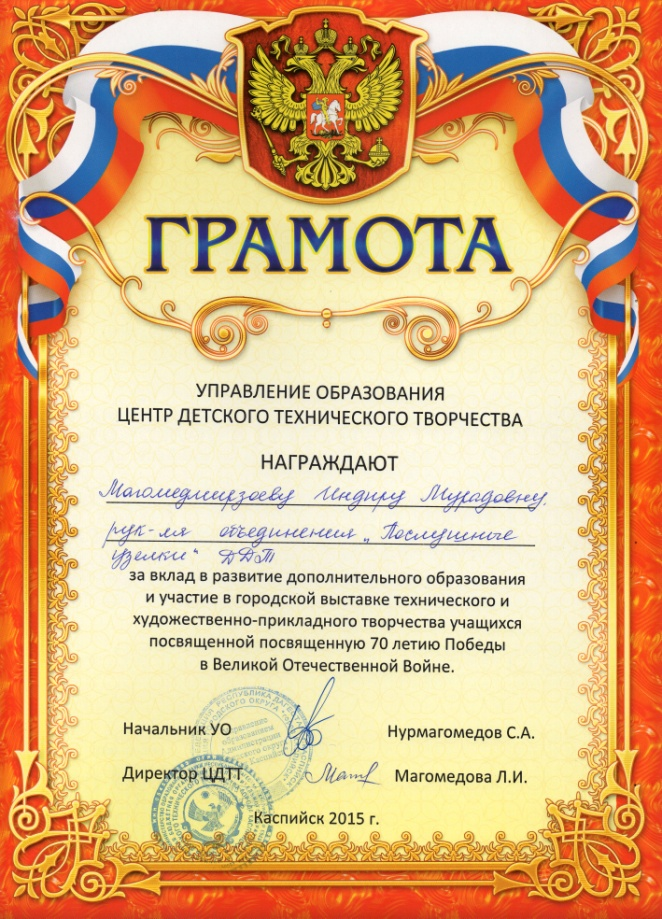 ГРАМОТА
УПРАВЛЕНИЕ ОБРАЗОВАНИЯ
ЦЕНТР ДЕТСКОГО ТЕХНИЧЕСКОГО ТВОРЧЕСТВА
НАГРАЖДАЮТ
Магомедмирзоеву Индиру Мурадовну.
рук-ля объединения „Послушные
узелки" ДДТ
за вклад в развитие дополнительного образования
и участие в городской выставке технического и
художественно-прикладного творчества учащихся
посвященной посвященную 70 летию Победы
в Великой Отечественной Войне.
Начальник УО Нурмагомедов С.А.
Директор ЦДТТ Магомедова Л.И.
Каспийск 2015 г.